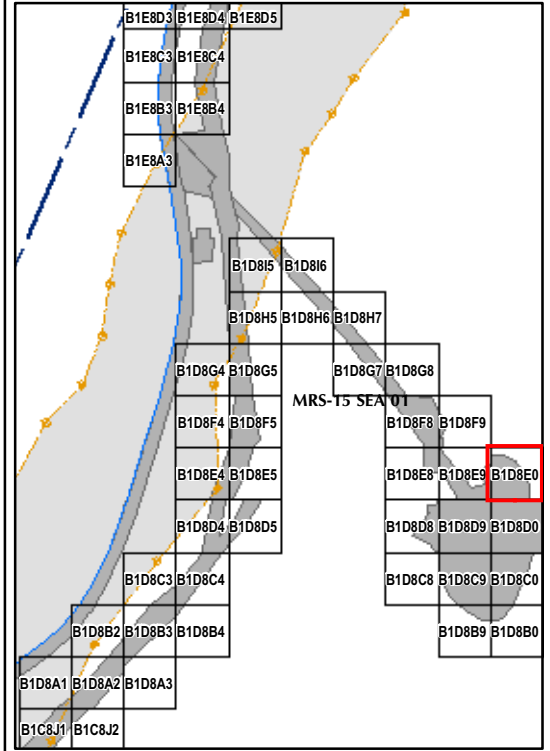 B1E8D3 B1E8D4 B1E8D5
B1E8C3 B1E8C4
B1E8B3 B1E8B4
B1E8A3
B1D8I5 B1D8I6
B1D8H5 B1D8H6 B1D8H7
B1D8G4 B1D8G5 B1D8G7 B1D8G8
MRS-15 SEA 01
B1D8F4 B1D8F5 B1D8F8 B1D8F9
B1D8E4 B1D8E5 B1D8E8 B1D8E9 B1D8E0
B1D8D4 B1D8D5 B1D8D8 B1D8D9 B1D8D0
B1D8C3 B1D8C4 B1D8C8 B1D8C9 B1D8C0
B1D8B2 B1D8B3 B1D8B4 B1D8B9 B1D8B0
B1D8A1 B1D8A2 B1D8A3
B1C8J1 B1C8J2